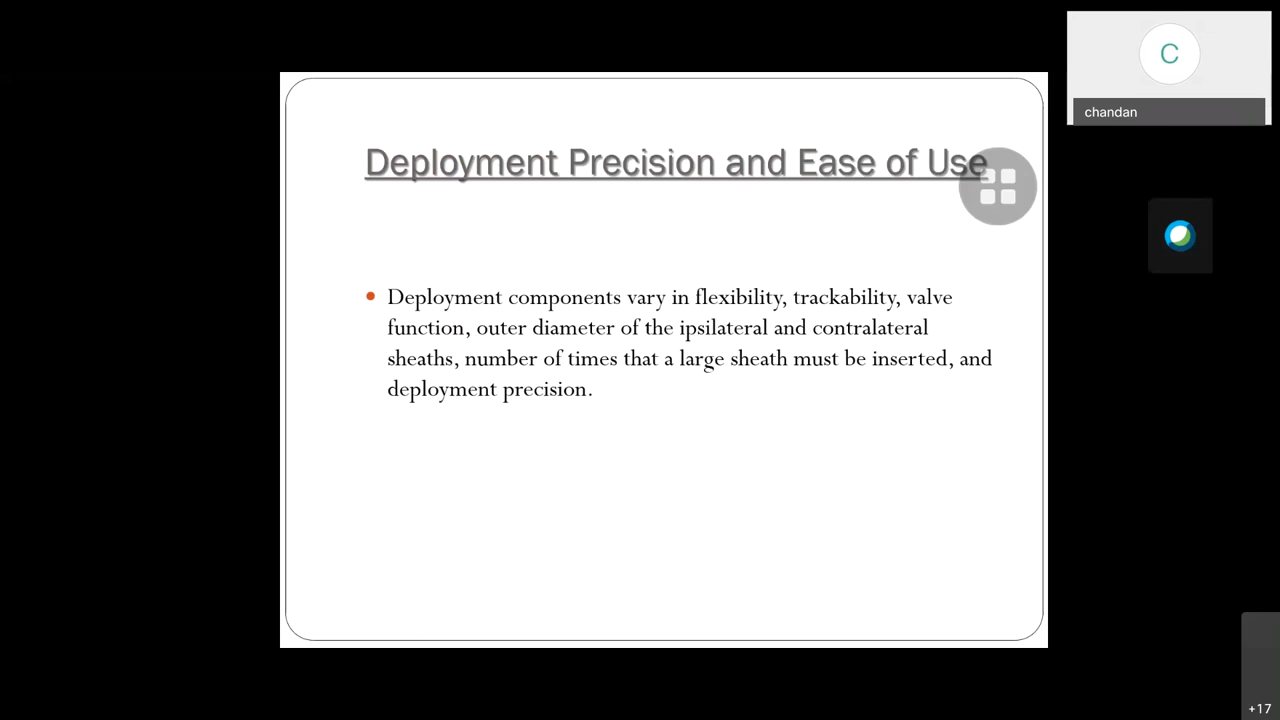 C
chandan
Deployment Precision and Ease of Use
Deployment components vary in flexibility, trackability, valve
function, outer diameter of the ipsilateral and contralateral
sheaths, number of times that a large sheath must be inserted, and
deployment precision.
+17